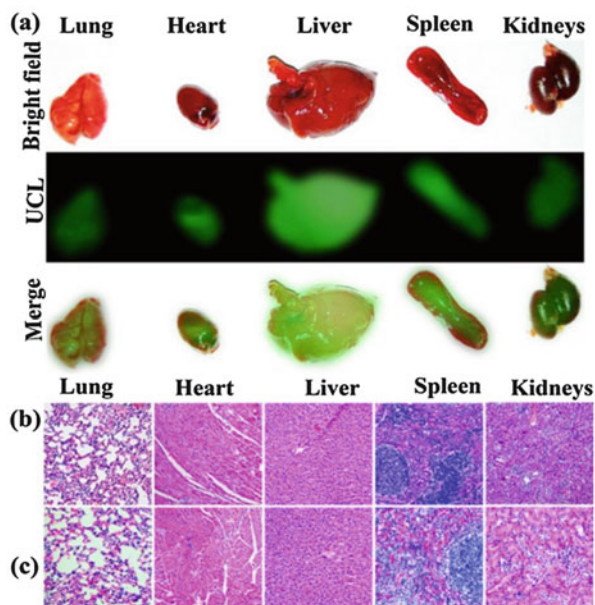 (a) Lung Heart Liver Spleen Kidneys
Bright field
UCL
Merge
Lung Heart Liver Spleen Kidneys
(b)
(c)